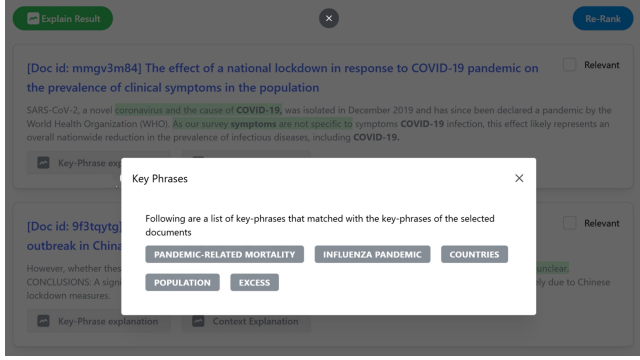 Explain Result
Re-Rank
[Doc id: mmgv3m84] The effect of a national lockdown in response to COVID-19 pandemic on
the prevalence of clinical symptoms in the population
Relevant
SARS-CoV-2, a novel coronavirus and the cause of COVID-19, was isolated in December 2019 and has since been declared a pandemic by the
World Health Organization (WHO). As our survey symptoms are not specific to symptoms COVID-19 infection, this effect likely represents an
overall nationwide reduction in the prevalence of infectious diseases, including COVID-19.
Key-Phrase exp
Key Phrases
Following are a list of key-phrases that matched with the key-phrases of the selected
documents
PANDEMIC-RELATED MORTALITY INFLUENZA PANDEMIC COUNTRIES
POPULATION EXCESS
[Doc id: 9f3tqytg]
outbreak in China
Relevant
However, whether thes unclear.
CONCLUSIONS: A signi ely due to Chinese
lockdown measures.
Key-Phrase explanation Context Explanation